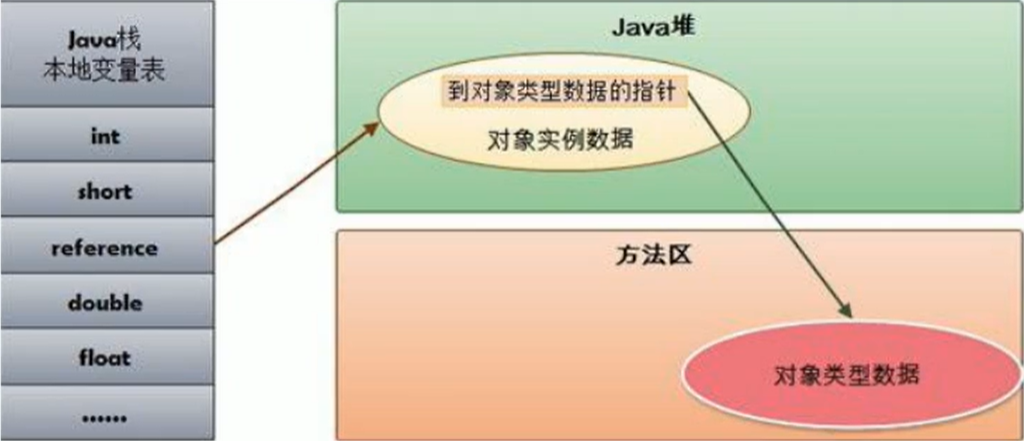 Java栈
本地变量表
int
short
reference
double
float
......
Java堆
到对象类型数据的指针
对象实例数据
方法区
对象类型数据